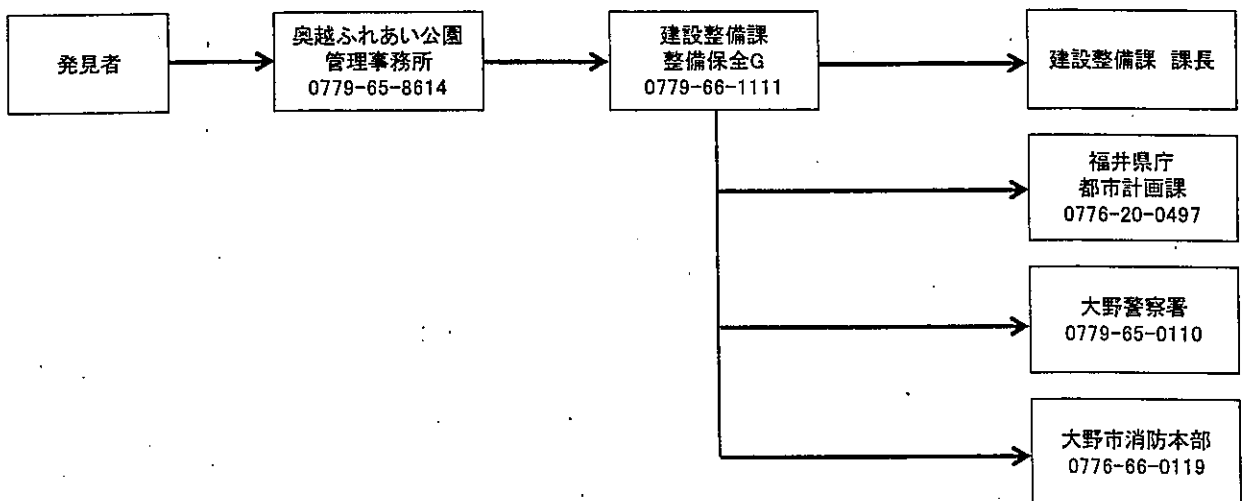 発見者
奥越ふれあい公園
管理事務所
0779-65-8614
建設整備課
整備保全G
0779-66-1111
建設整備課 課長
福井県庁
都市計画課
0776-20-0497
大野警察署
0779-65-0110
大野市消防本部
0776-66-0119